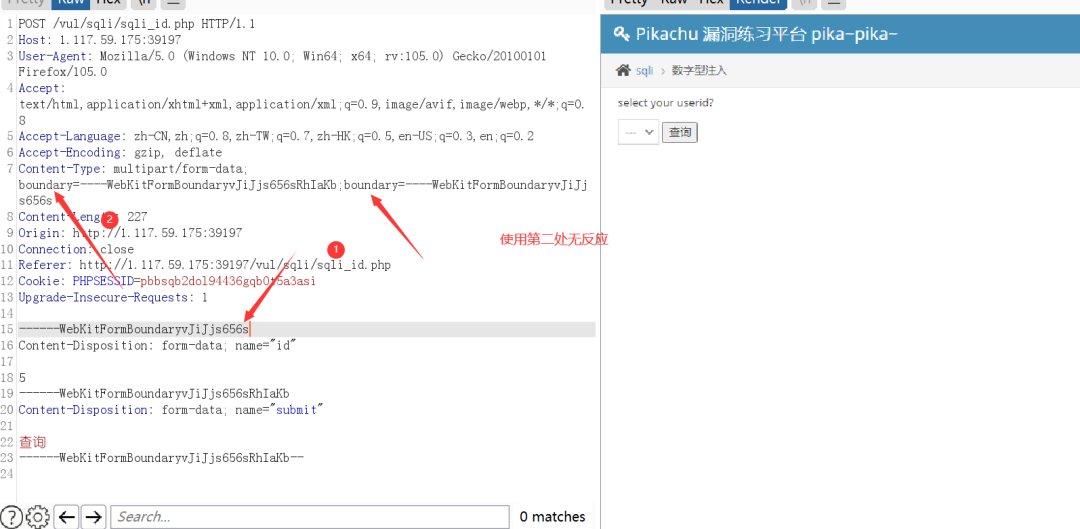 Pretty Raw Hex \n
1 POST /vul/sqli/sqli_id.php HTTP/1.1
2 Host: 1.117.59.175:39197
3 User-Agent: Mozilla/5.0 (Windows NT 10.0; Win64; x64; rv:105.0) Gecko/20100101
Firefox/105.0
4 Accept:
text/html,application/xhtml+xml,application/xml;q=0.9,image/avif,image/webp,*/*;q=0.
8
5 Accept-Language: zh-CN,zh;q=0.8,zh-TW;q=0.7,zh-HK;q=0.5,en-US;q=0.3,en;q=0.2
6 Accept-Encoding: gzip, deflate
7 Content-Type: multipart/form-data;
boundary=----WebKitFormBoundaryvJiJjs656sRhIaKb;boundary=----WebKitFormBoundaryvJiJj
s656s
8 Content-Length: 227
2
9 Origin: http://1.117.59.175:39197
10 Connection: close
1
11 Referer: http://1.117.59.175:39197/vul/sqli/sqli_id.php
12 Cookie: PHPSESSID=pbbsqb2dol94436gqb0t5a3asi
13 Upgrade-Insecure-Requests: 1
14
15 ------WebKitFormBoundaryvJiJjs656s
16 Content-Disposition: form-data; name="id"
17
18 5
19 ------WebKitFormBoundaryvJiJjs656sRhIaKb
20 Content-Disposition: form-data; name="submit"
21
22 查询
23 ------WebKitFormBoundaryvJiJjs656sRhIaKb--
24
Search... 0 matches
Pretty Raw Hex Render \n
Pikachu 漏洞练习平台 pika~pika~
sqli > 数字型注入
select your userid?
--- 查询
使用第二处无反应